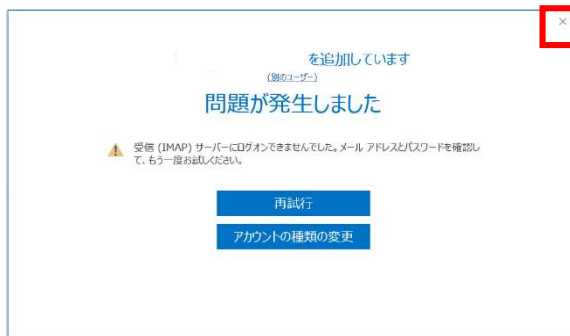 を追加しています
(別のユーザー)
問題が発生しました
受信 (IMAP) サーバーにログオンできませんでした。メール アドレスとパスワードを確認し
て、もう一度お試しください。
再試行
アカウントの種類の変更